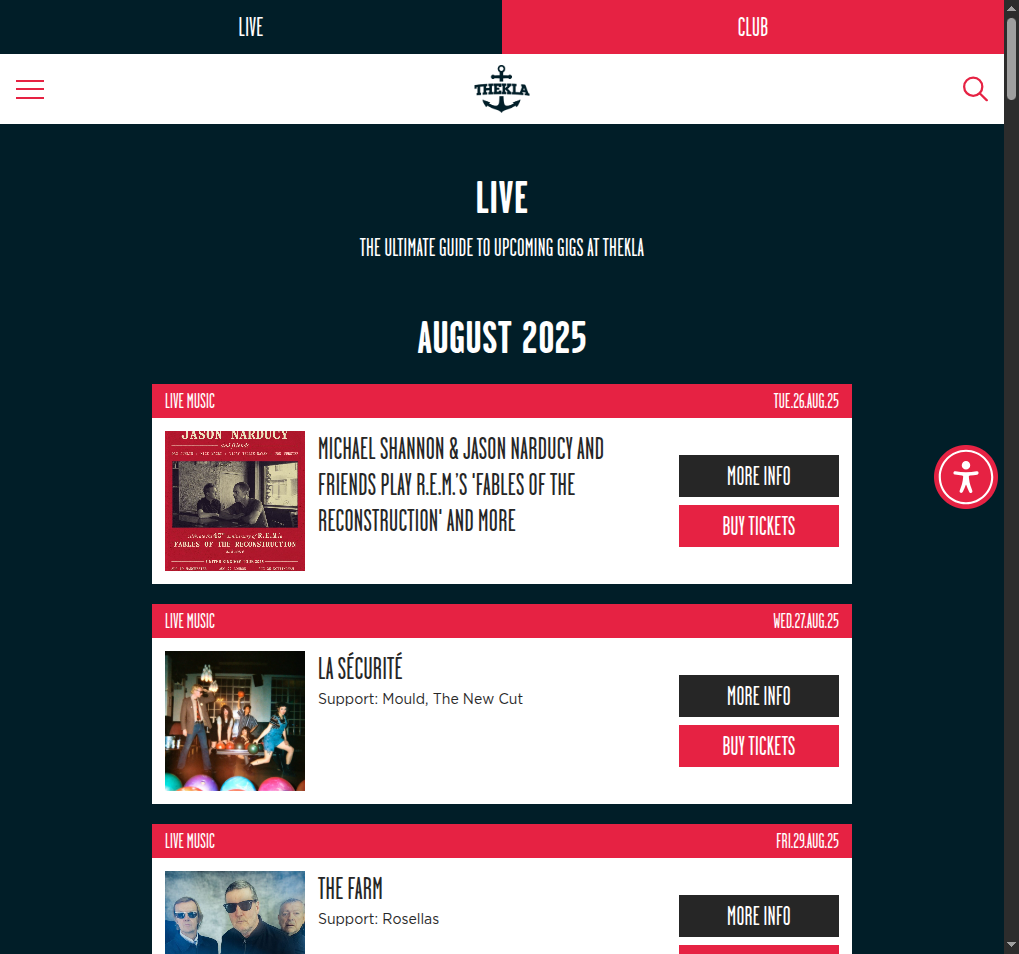 LIVE
CLUB
THEKLA
LIVE
THE ULTIMATE GUIDE TO UPCOMING GIGS AT THEKLA
AUGUST 2025
LIVE MUSIC
TUE.26.AUG.25
JASON NARDUCY
and friends
FABLES OF THE RECONSTRUCTION
MICHAEL SHANNON & JASON NARDUCY AND
FRIENDS PLAY R.E.M.'S 'FABLES OF THE
RECONSTRUCTION' AND MORE
MORE INFO
BUY TICKETS
LIVE MUSIC
WED.27.AUG.25
LA SÉCURITÉ
Support: Mould, The New Cut
MORE INFO
BUY TICKETS
LIVE MUSIC
FRI.29.AUG.25
THE FARM
Support: Rosellas
MORE INFO